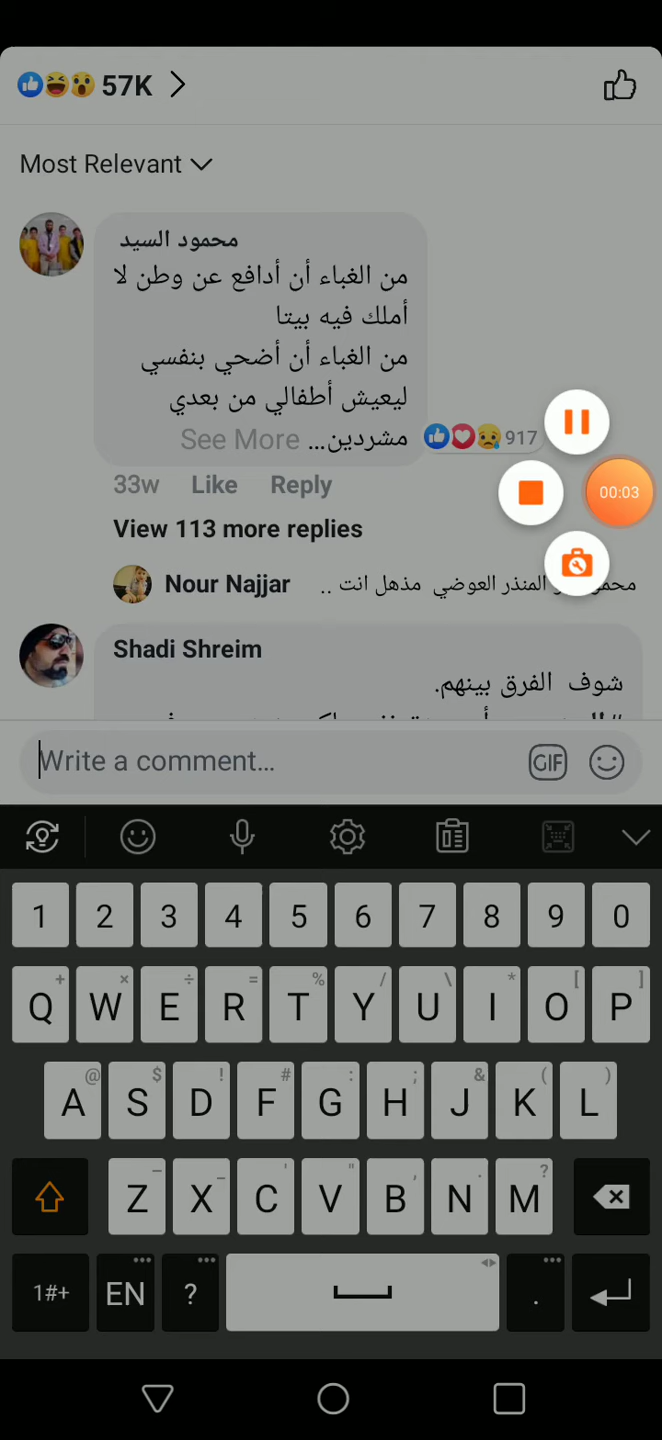 57K
Most Relevant
محمود السيد
من الغباء أن أدافع عن وطن لا
أملك فيه بيتا
من الغباء أن أضحي بنفسي
ليعيش أطفالي من بعدي
مشردين... See More
917
33w Like Reply
00:03
View 113 more replies
Nour Najjar المنذر العوضي مذهل انت ..
Shadi Shreim
شوف الفرق بينهم.
Write a comment...
GIF
1 2 3 4 5 6 7 8 9 0
+ × ÷ = % / \ * [ ]
Q W E R T Y U I O P
@ $ ! # : ; & ( )
A S D F G H J K L
- _ ' " , . ?
Z X C V B N M
1#+ EN ? .